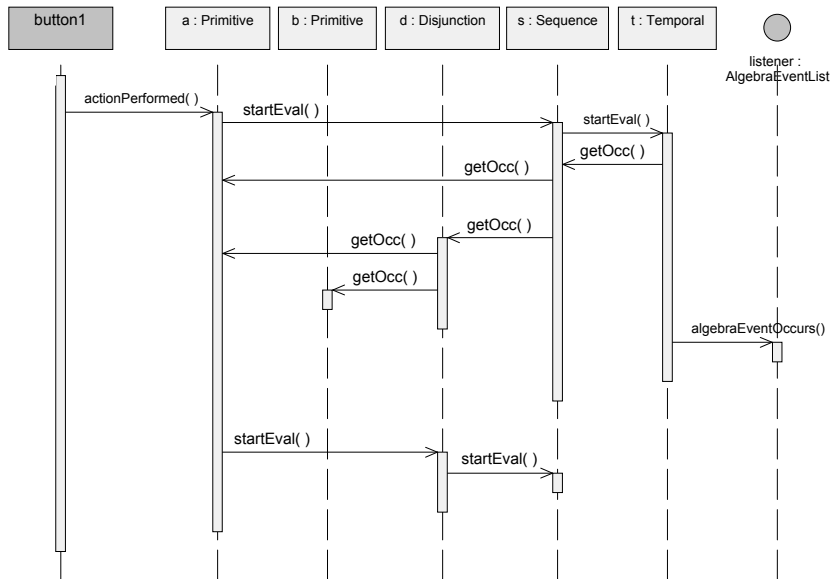 button1
a : Primitive
b : Primitive
d : Disjunction
s : Sequence
t : Temporal
listener :
AlgebraEventList
actionPerformed( )
startEval( )
startEval( )
getOcc( )
getOcc( )
getOcc( )
getOcc( )
getOcc( )
algebraEventOccurs()
startEval( )
startEval( )